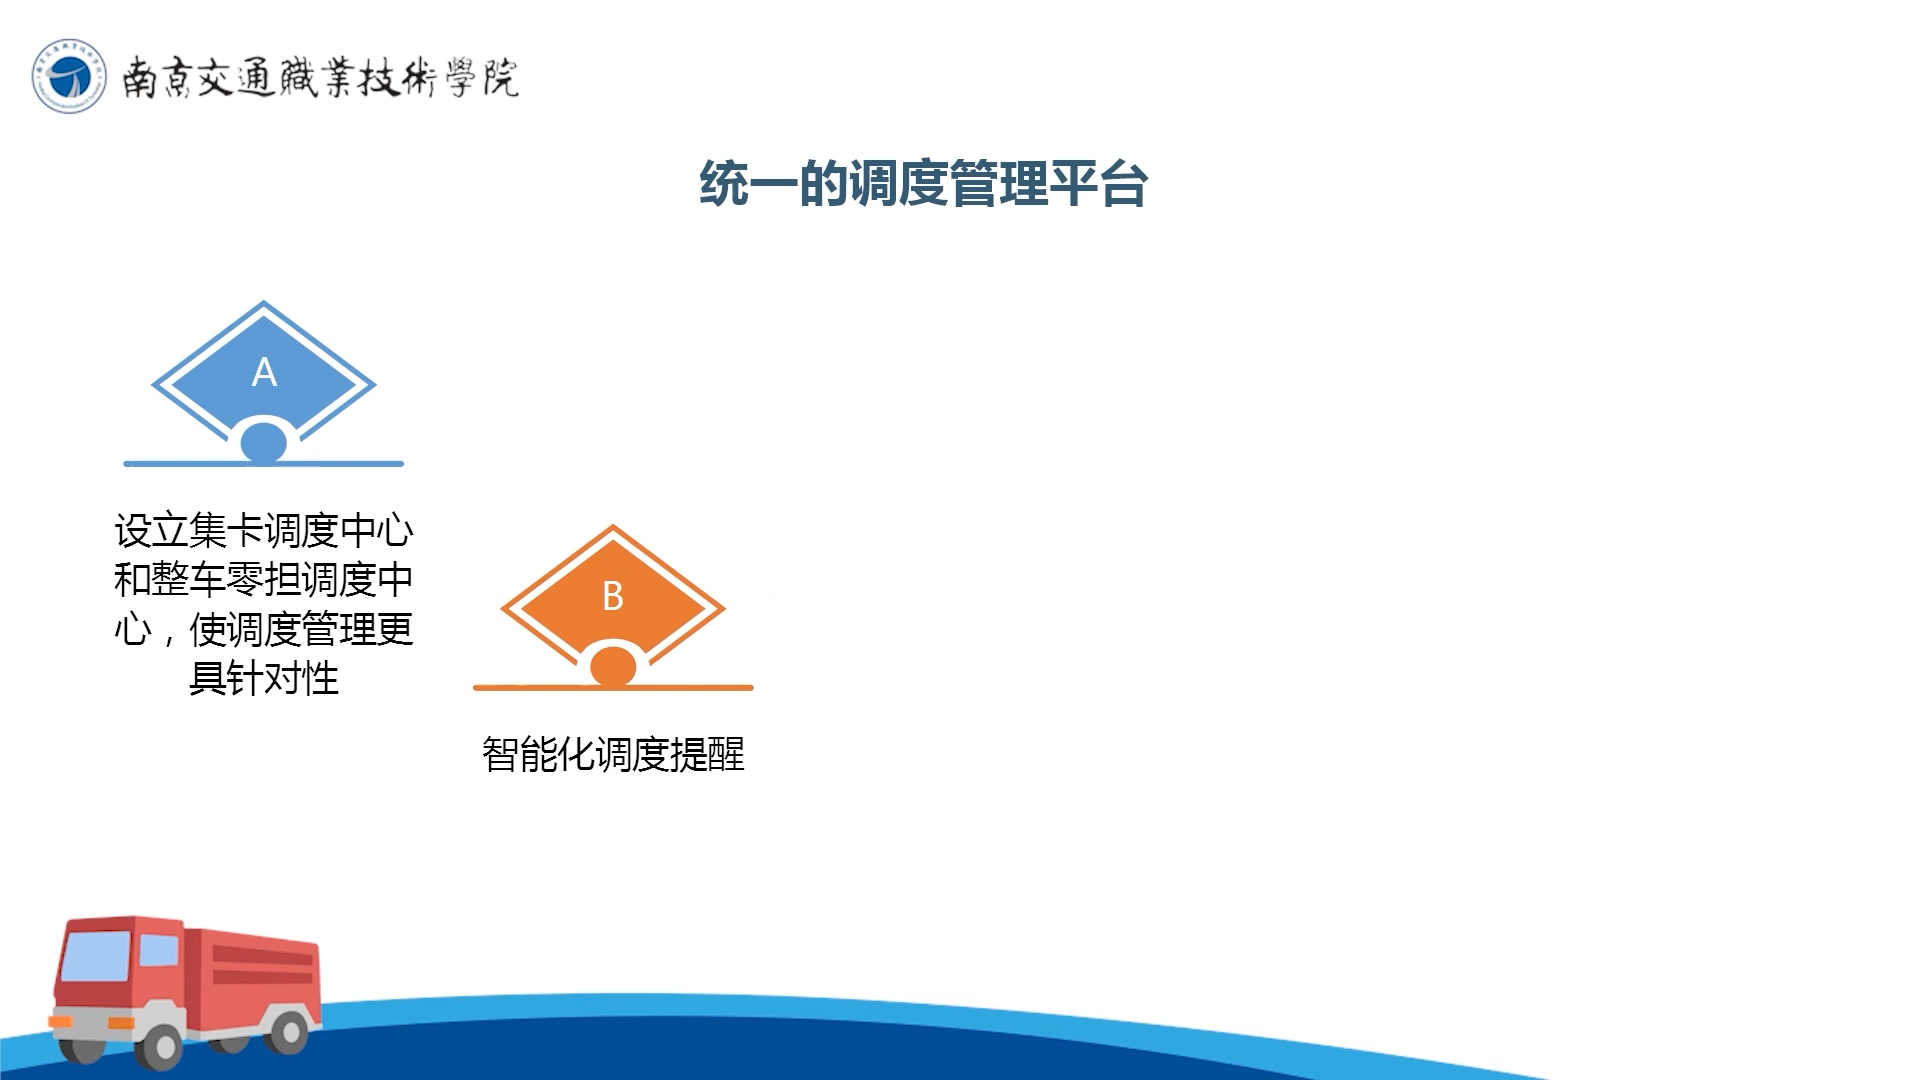 南京交通職業技術學院
统一的调度管理平台
A
设立集卡调度中心
和整车零担调度中
心，使调度管理更
具针对性
B
智能化调度提醒